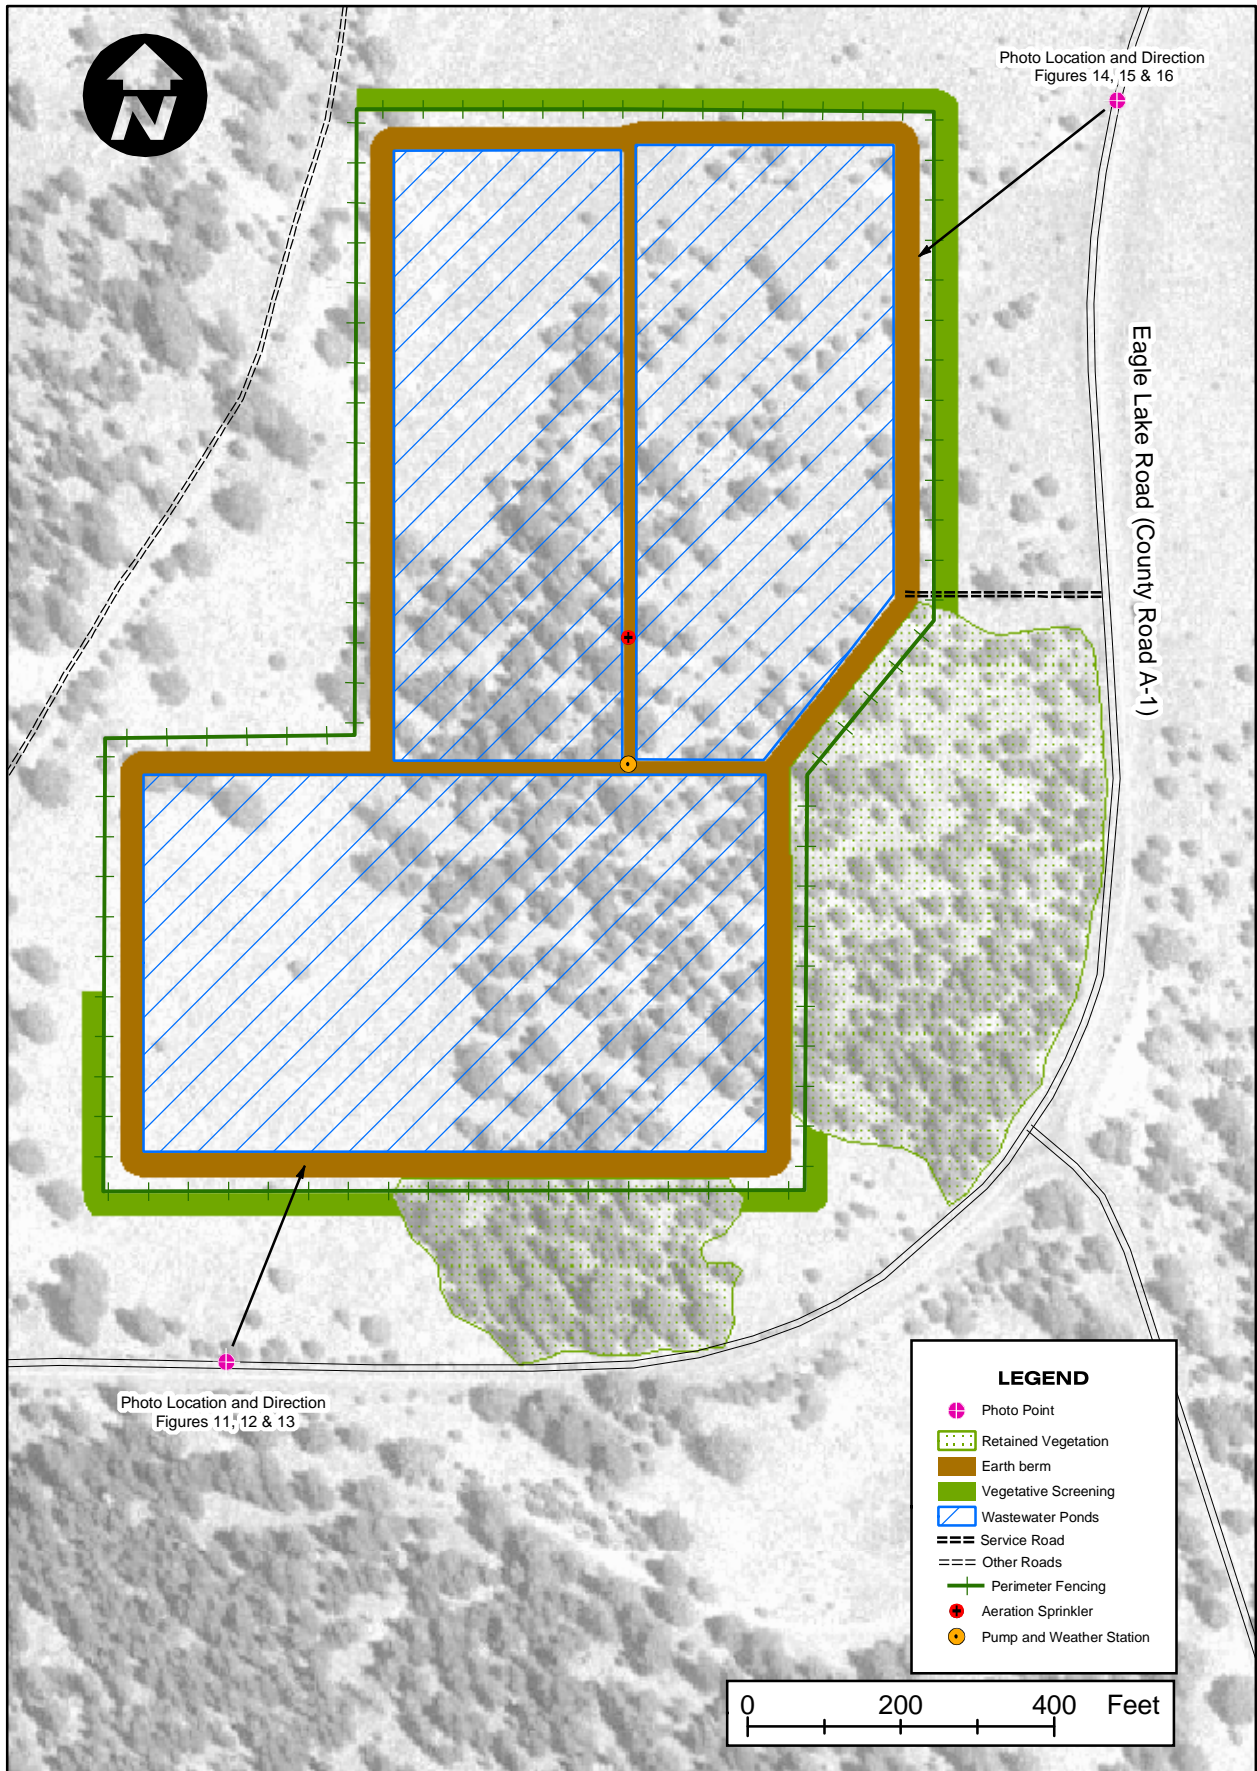 Photo Location and Direction
Figures 14, 15 & 16
N
Eagle Lake Road (County Road A-1)
Photo Location and Direction
Figures 11, 12 & 13
LEGEND
Photo Point
Retained Vegetation
Earth berm
Vegetative Screening
Wastewater Ponds
Service Road
Other Roads
Perimeter Fencing
Aeration Sprinkler
Pump and Weather Station
0 200 400 Feet